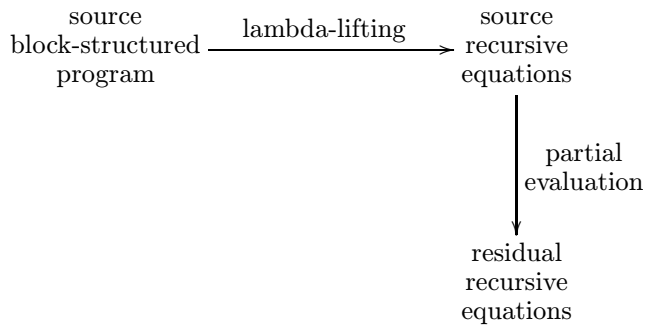 source
block-structured
program
lambda-lifting
source
recursive
equations
partial
evaluation
residual
recursive
equations